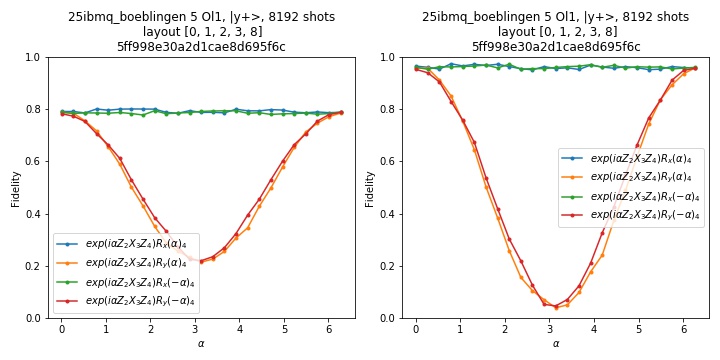 25ibmq_boeblingen 5 Ol1, |y+>, 8192 shots
layout [0, 1, 2, 3, 8]
5ff998e30a2d1cae8d695f6c
Fidelity
1.0
0.8
0.6
0.4
0.2
0.0
exp(iαZ₂X₃Z₄)Rₓ(α)₄
exp(iαZ₂X₃Z₄)Rᵧ(α)₄
exp(iαZ₂X₃Z₄)Rₓ(−α)₄
exp(iαZ₂X₃Z₄)Rᵧ(−α)₄
0 1 2 3 4 5 6
α
25ibmq_boeblingen 5 Ol1, |y+>, 8192 shots
layout [0, 1, 2, 3, 8]
5ff998e30a2d1cae8d695f6c
Fidelity
1.0
0.8
0.6
0.4
0.2
0.0
exp(iαZ₂X₃Z₄)Rₓ(α)₄
exp(iαZ₂X₃Z₄)Rᵧ(α)₄
exp(iαZ₂X₃Z₄)Rₓ(−α)₄
exp(iαZ₂X₃Z₄)Rᵧ(−α)₄
0 1 2 3 4 5 6
α